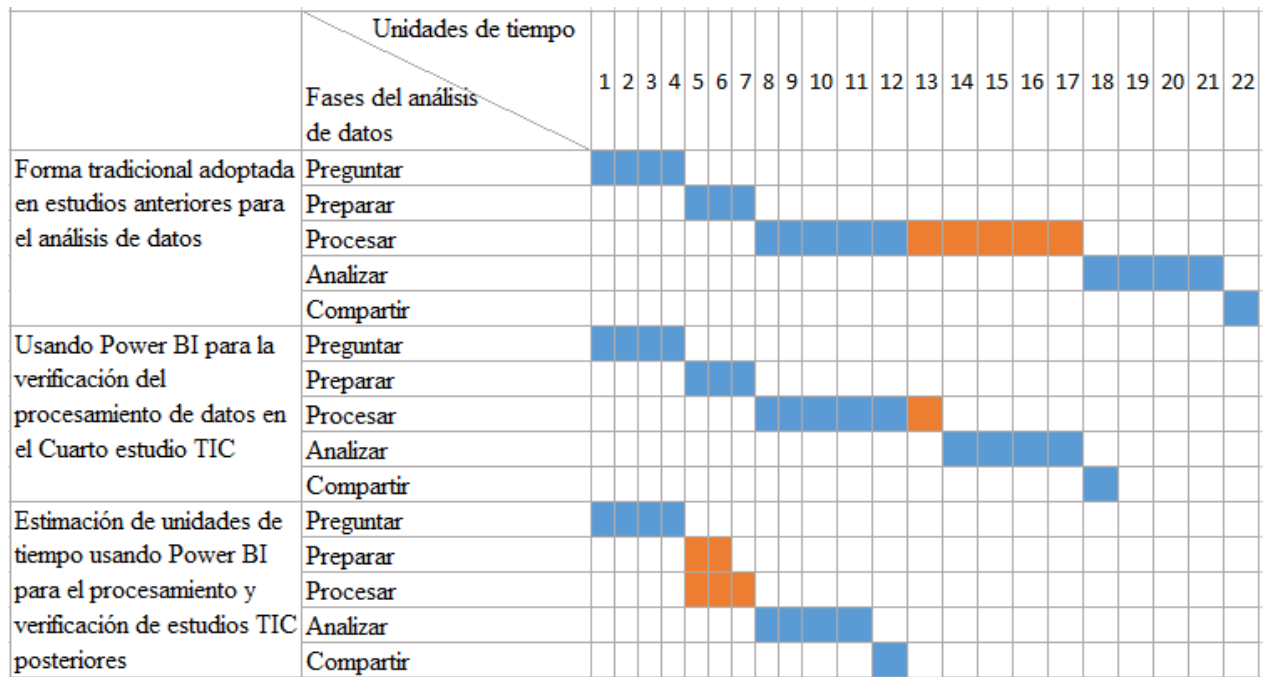 Unidades de tiempo
Fases del análisis
de datos
1 2 3 4 5 6 7 8 9 10 11 12 13 14 15 16 17 18 19 20 21 22
Forma tradicional adoptada
en estudios anteriores para
el análisis de datos
Preguntar
Preparar
Procesar
Analizar
Compartir
Usando Power BI para la
verificación del
procesamiento de datos en
el Cuarto estudio TIC
Preguntar
Preparar
Procesar
Analizar
Compartir
Estimación de unidades de
tiempo usando Power BI
para el procesamiento y
verificación de estudios TIC
posteriores
Preguntar
Preparar
Procesar
Analizar
Compartir